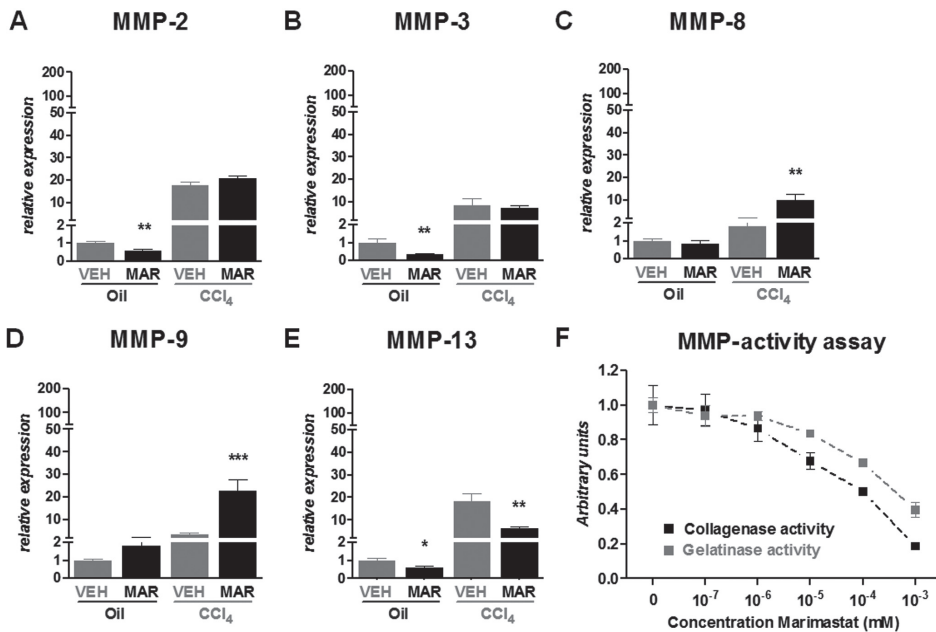 A MMP-2
200
100
50
40
30
20
10
2
1
0
relative expression
**
VEH MAR VEH MAR
Oil CCl4
B MMP-3
200
100
50
40
30
20
10
2
1
0
relative expression
**
VEH MAR VEH MAR
Oil CCl4
C MMP-8
200
100
50
40
30
20
10
2
1
0
relative expression
**
VEH MAR VEH MAR
Oil CCl4
D MMP-9
200
100
50
40
30
20
10
2
1
0
relative expression
***
VEH MAR VEH MAR
Oil CCl4
E MMP-13
200
100
50
40
30
20
10
2
1
0
relative expression
*
**
VEH MAR VEH MAR
Oil CCl4
F MMP-activity assay
1.2
1.0
0.8
0.6
0.4
0.2
0.0
Arbitrary units
Collagenase activity
Gelatinase activity
0 10-7 10-6 10-5 10-4 10-3
Concentration Marimastat (mM)